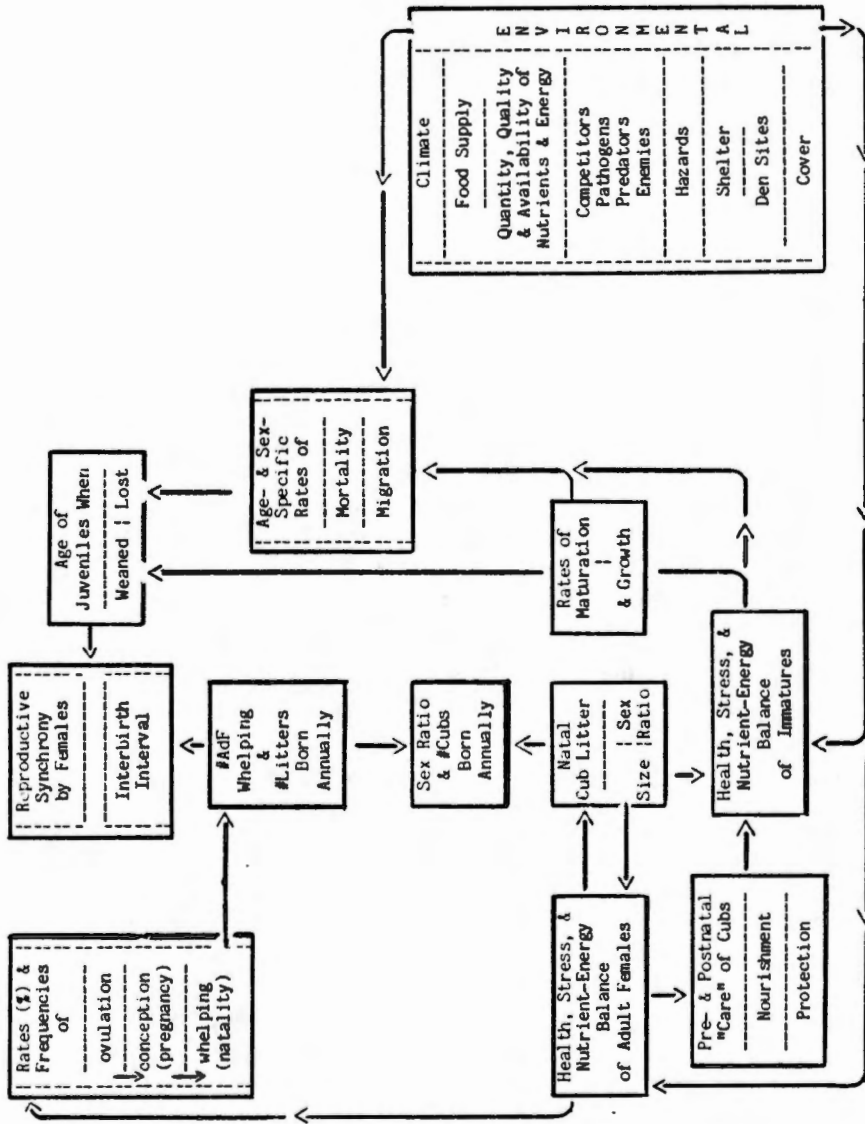 Rates (%) &
Frequencies
of
ovulation
conception
(pregnancy)
whelping
(natality)
Reproductive
Synchrony
by Females
Interbirth
Interval
Age of
Juveniles When
Weaned | Lost
#AdF
Whelping
&
#Litters
Born
Annually
Age- & Sex-
Specific
Rates of
Mortality
Migration
Sex Ratio
& #Cubs
Born
Annually
Health, Stress, &
Nutrient-Energy
Balance
of Adult Females
Natal
Cub Litter
| Sex
Size | Ratio
Rates of
Maturation
|
& Growth
Pre- & Postnatal
"Care" of Cubs
Nourishment
Protection
Health, Stress, &
Nutrient-Energy
Balance
of Immatures
Climate
Food Supply
Quantity, Quality
& Availability of
Nutrients & Energy
Competitors
Pathogens
Predators
Enemies
Hazards
Shelter
Den Sites
Cover
E N V I R O N M E N T A L